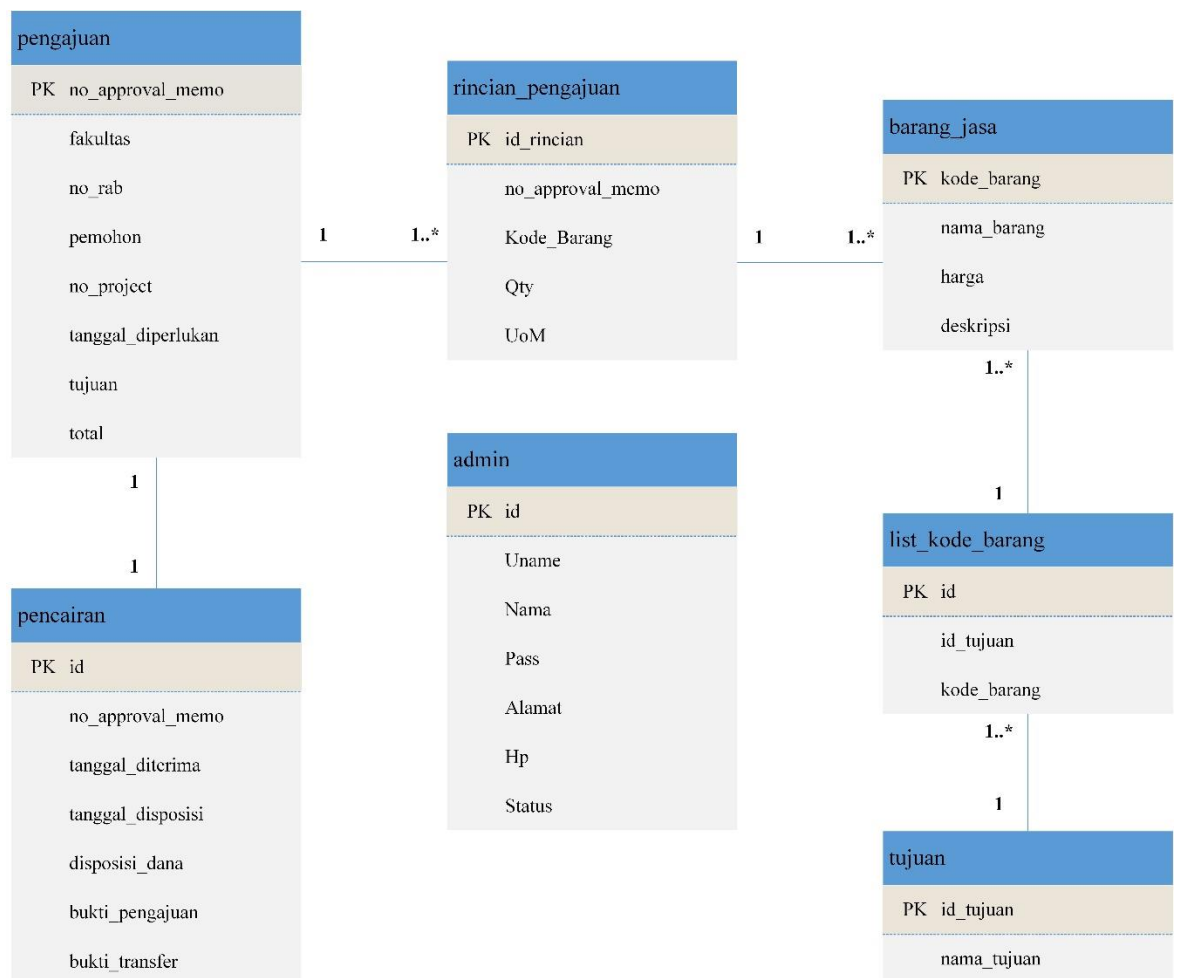 pengajuan
PK no_approval_memo
fakultas
no_rab
pemohon
no_project
tanggal_diperlukan
tujuan
total
1
1..*
rincian_pengajuan
PK id_rincian
no_approval_memo
Kode_Barang
Qty
UoM
1
1..*
barang_jasa
PK kode_barang
nama_barang
harga
deskripsi
1..*
1
list_kode_barang
PK id
id_tujuan
kode_barang
1..*
1
tujuan
PK id_tujuan
nama_tujuan
admin
PK id
Uname
Nama
Pass
Alamat
Hp
Status
1
1
pencairan
PK id
no_approval_memo
tanggal_diterima
tanggal_disposisi
disposisi_dana
bukti_pengajuan
bukti_transfer